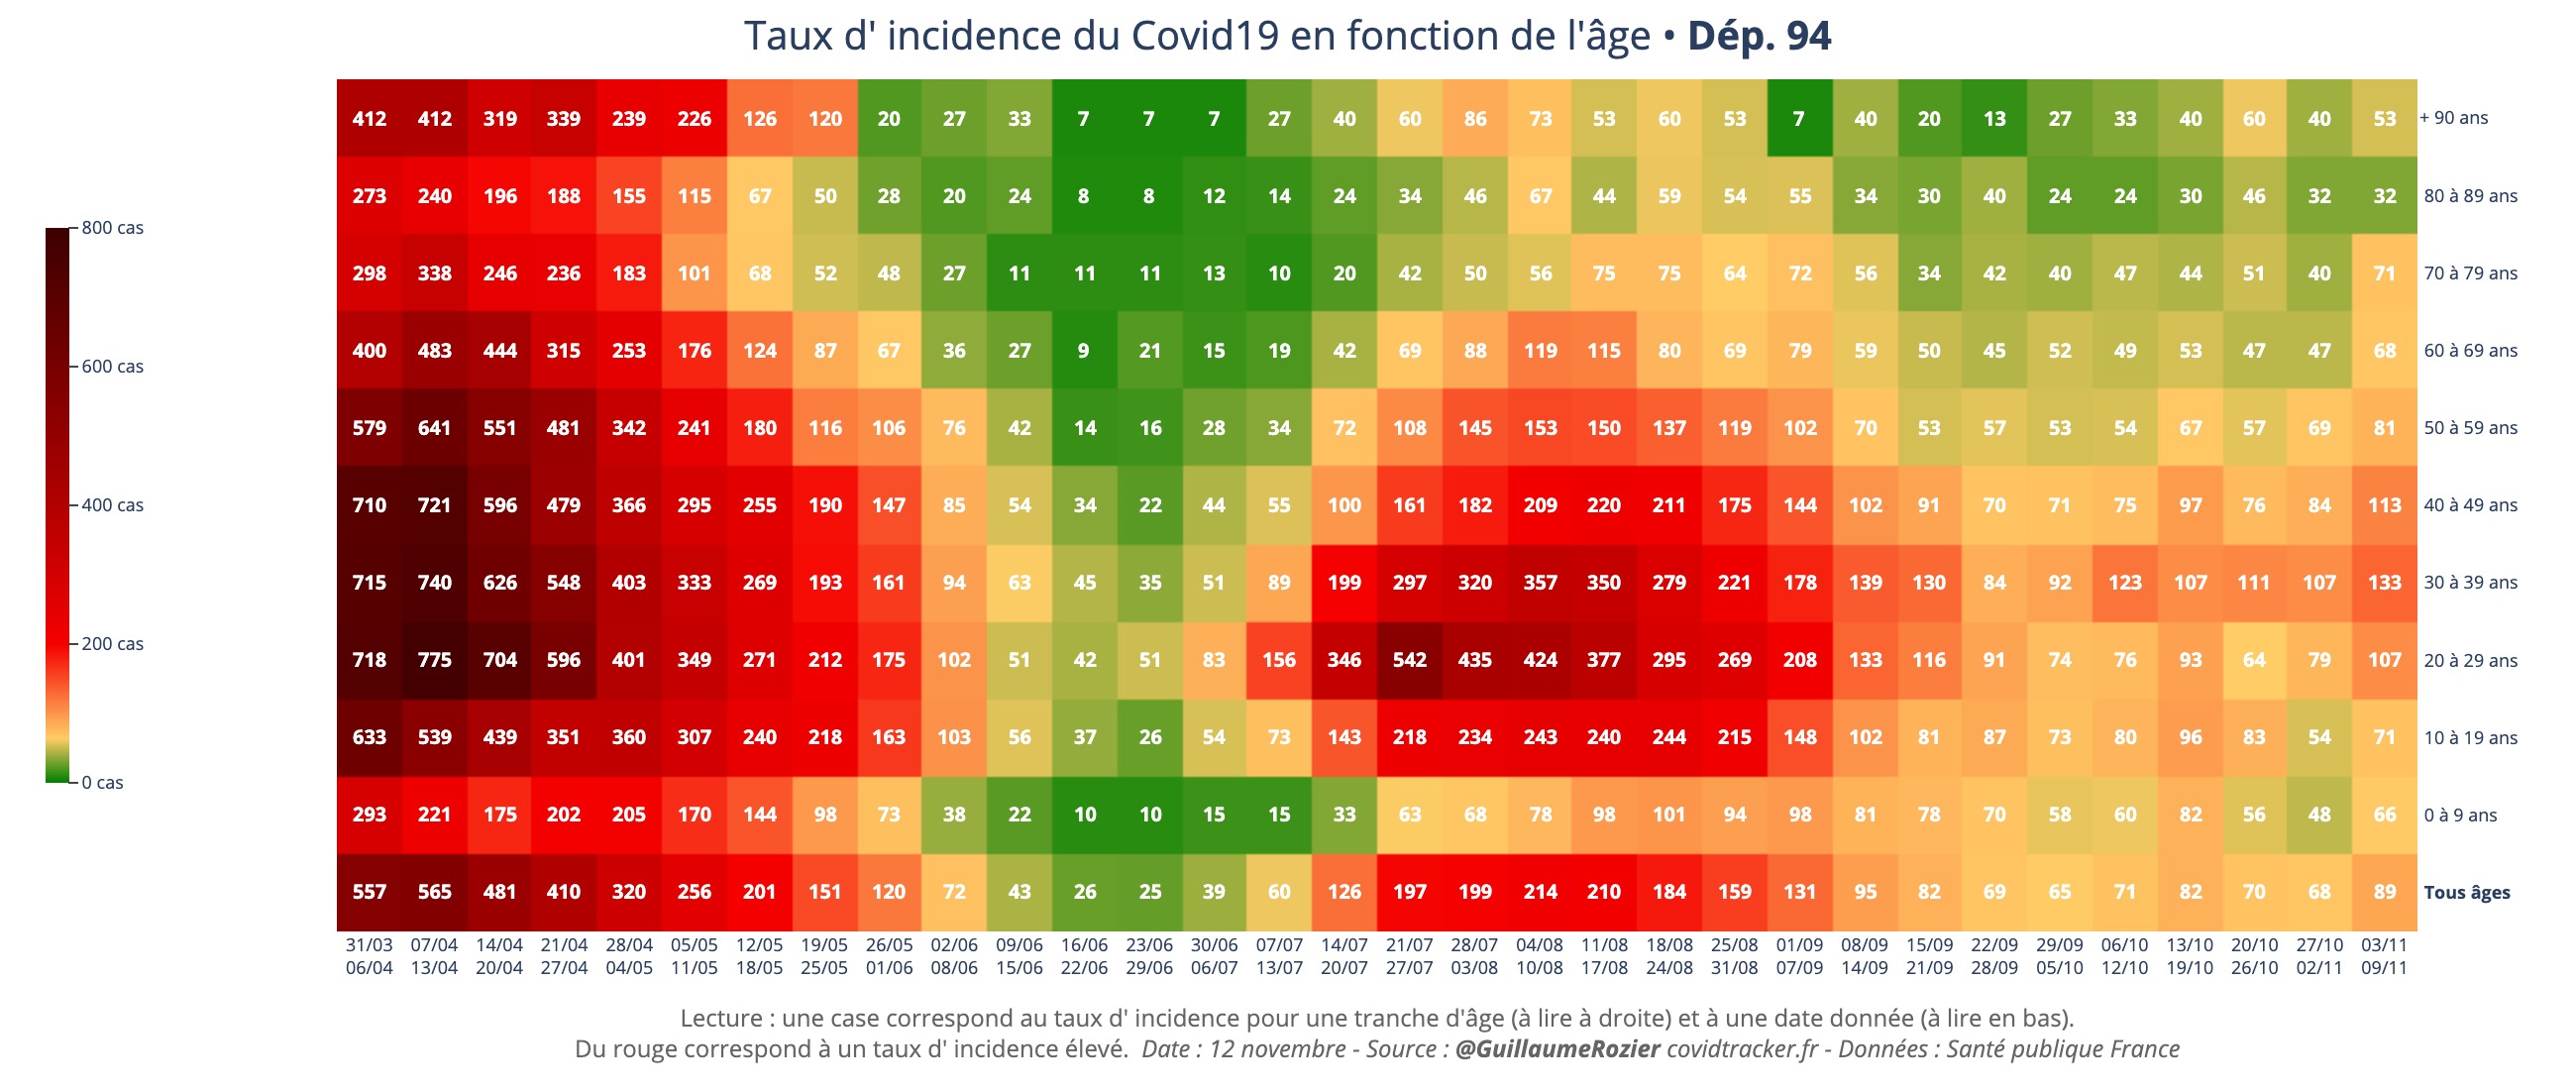 Taux d' incidence du Covid19 en fonction de l'âge • Dép. 94
800 cas
600 cas
400 cas
200 cas
0 cas
412 412 319 339 239 226 126 120 20 27 33 7 7 7 27 40 60 86 73 53 60 53 7 40 20 13 27 33 40 60 40 53 + 90 ans
273 240 196 188 155 115 67 50 28 20 24 8 8 12 14 24 34 46 67 44 59 54 55 34 30 40 24 24 30 46 32 32 80 à 89 ans
298 338 246 236 183 101 68 52 48 27 11 11 11 13 10 20 42 50 56 75 75 64 72 56 34 42 40 47 44 51 40 71 70 à 79 ans
400 483 444 315 253 176 124 87 67 36 27 9 21 15 19 42 69 88 119 115 80 69 79 59 50 45 52 49 53 47 47 68 60 à 69 ans
579 641 551 481 342 241 180 116 106 76 42 14 16 28 34 72 108 145 153 150 137 119 102 70 53 57 53 54 67 57 69 81 50 à 59 ans
710 721 596 479 366 295 255 190 147 85 54 34 22 44 55 100 161 182 209 220 211 175 144 102 91 70 71 75 97 76 84 113 40 à 49 ans
715 740 626 548 403 333 269 193 161 94 63 45 35 51 89 199 297 320 357 350 279 221 178 139 130 84 92 123 107 111 107 133 30 à 39 ans
718 775 704 596 401 349 271 212 175 102 51 42 51 83 156 346 542 435 424 377 295 269 208 133 116 91 74 76 93 64 79 107 20 à 29 ans
633 539 439 351 360 307 240 218 163 103 56 37 26 54 73 143 218 234 243 240 244 215 148 102 81 87 73 80 96 83 54 71 10 à 19 ans
293 221 175 202 205 170 144 98 73 38 22 10 10 15 15 33 63 68 78 98 101 94 98 81 78 70 58 60 82 56 48 66 0 à 9 ans
557 565 481 410 320 256 201 151 120 72 43 26 25 39 60 126 197 199 214 210 184 159 131 95 82 69 65 71 82 70 68 89 Tous âges
31/03 07/04 14/04 21/04 28/04 05/05 12/05 19/05 26/05 02/06 09/06 16/06 23/06 30/06 07/07 14/07 21/07 28/07 04/08 11/08 18/08 25/08 01/09 08/09 15/09 22/09 29/09 06/10 13/10 20/10 27/10 03/11
06/04 13/04 20/04 27/04 04/05 11/05 18/05 25/05 01/06 08/06 15/06 22/06 29/06 06/07 13/07 20/07 27/07 03/08 10/08 17/08 24/08 31/08 07/09 14/09 21/09 28/09 05/10 12/10 19/10 26/10 02/11 09/11
Lecture : une case correspond au taux d' incidence pour une tranche d'âge (à lire à droite) et à une date donnée (à lire en bas).
Du rouge correspond à un taux d' incidence élevé. Date : 12 novembre - Source : @GuillaumeRozier covidtracker.fr - Données : Santé publique France